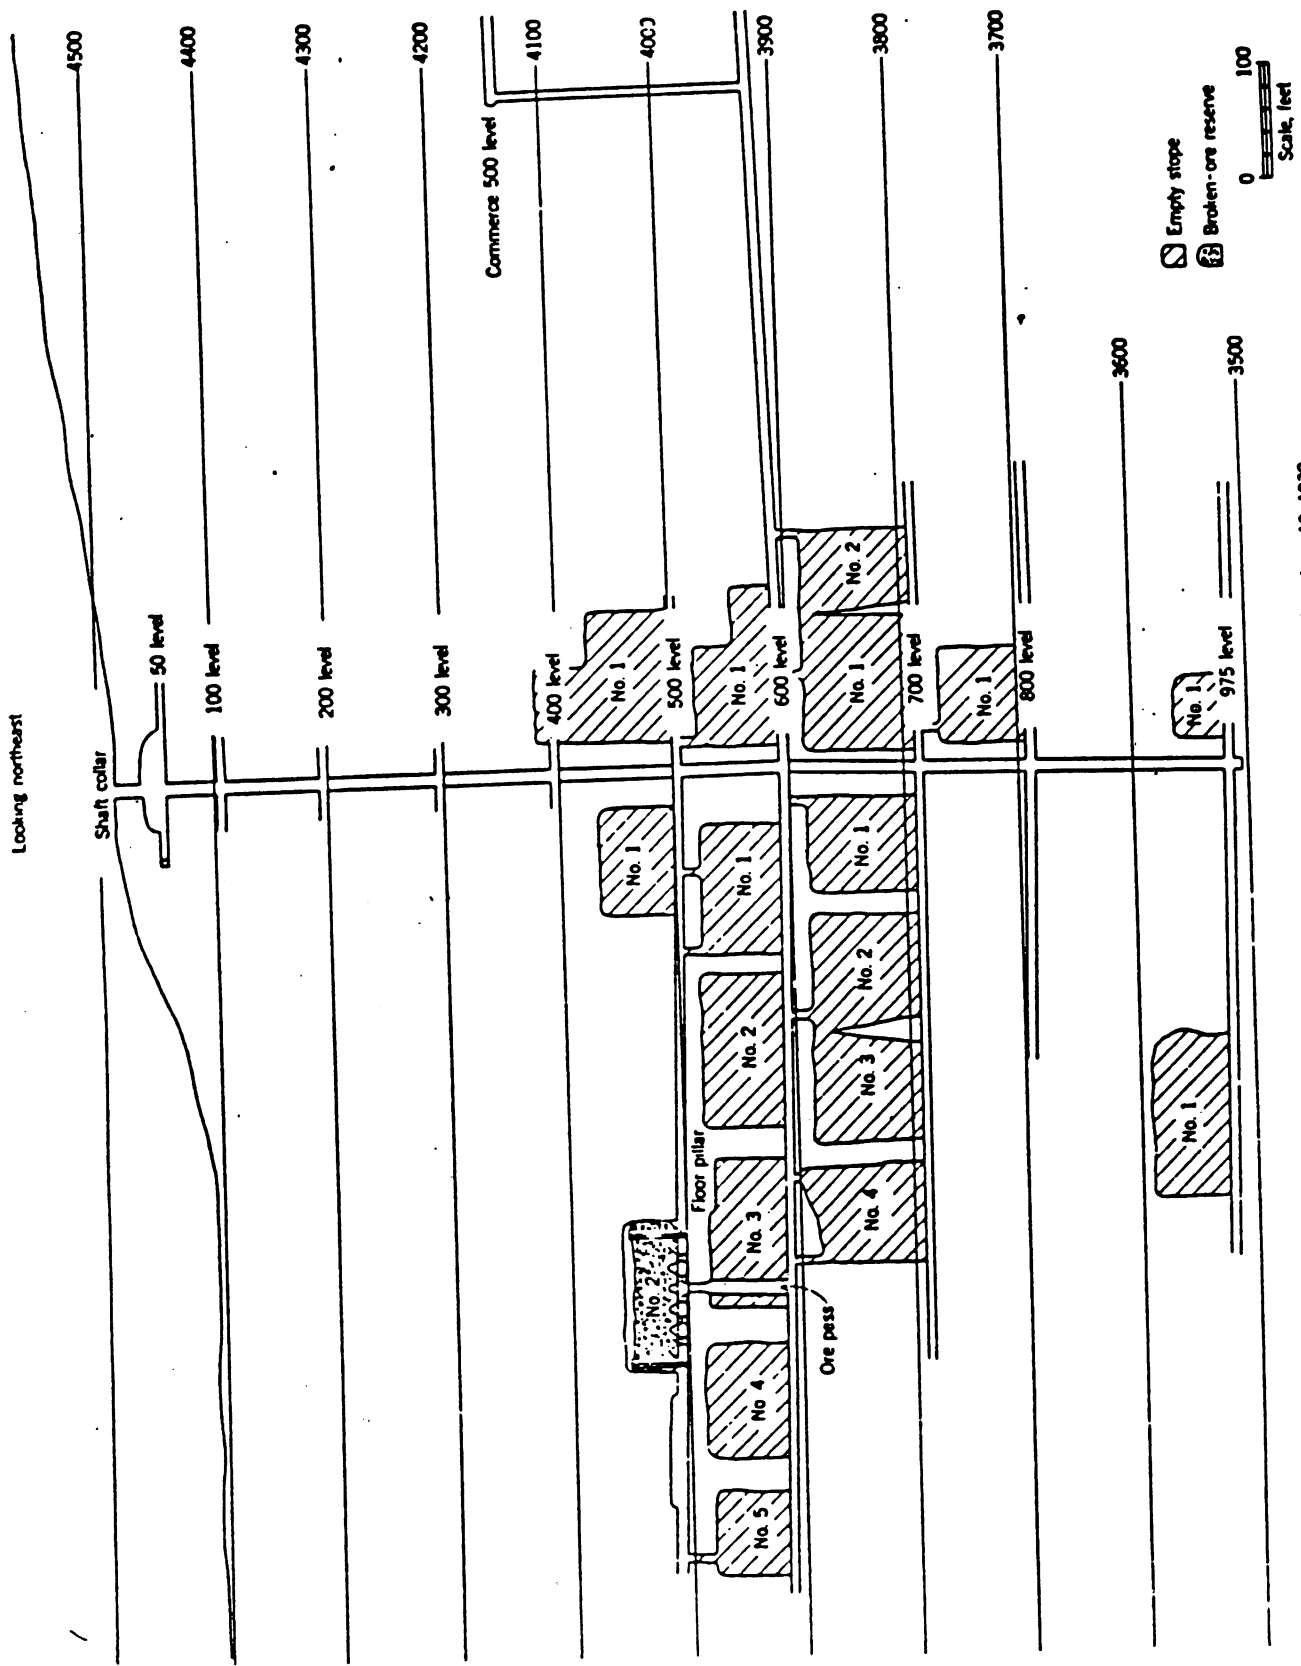 Looking northeast
Shaft collar
4500
4400
4300
4200
4100
4000
3900
3800
3700
3600
3500
50 level
100 level
200 level
300 level
400 level
500 level
600 level
700 level
800 level
975 level
Commerce 500 level
No. 1
No. 1
No. 1
No. 2
No. 1
No. 1
No. 1
No. 1
No. 1
No. 2
No. 2
No. 3
No. 4
No. 2
No. 3
No 4
No. 5
No. 1
Floor pillar
Ore pass
Empty stope
Broken-ore reserve
0 100
Scale, feet